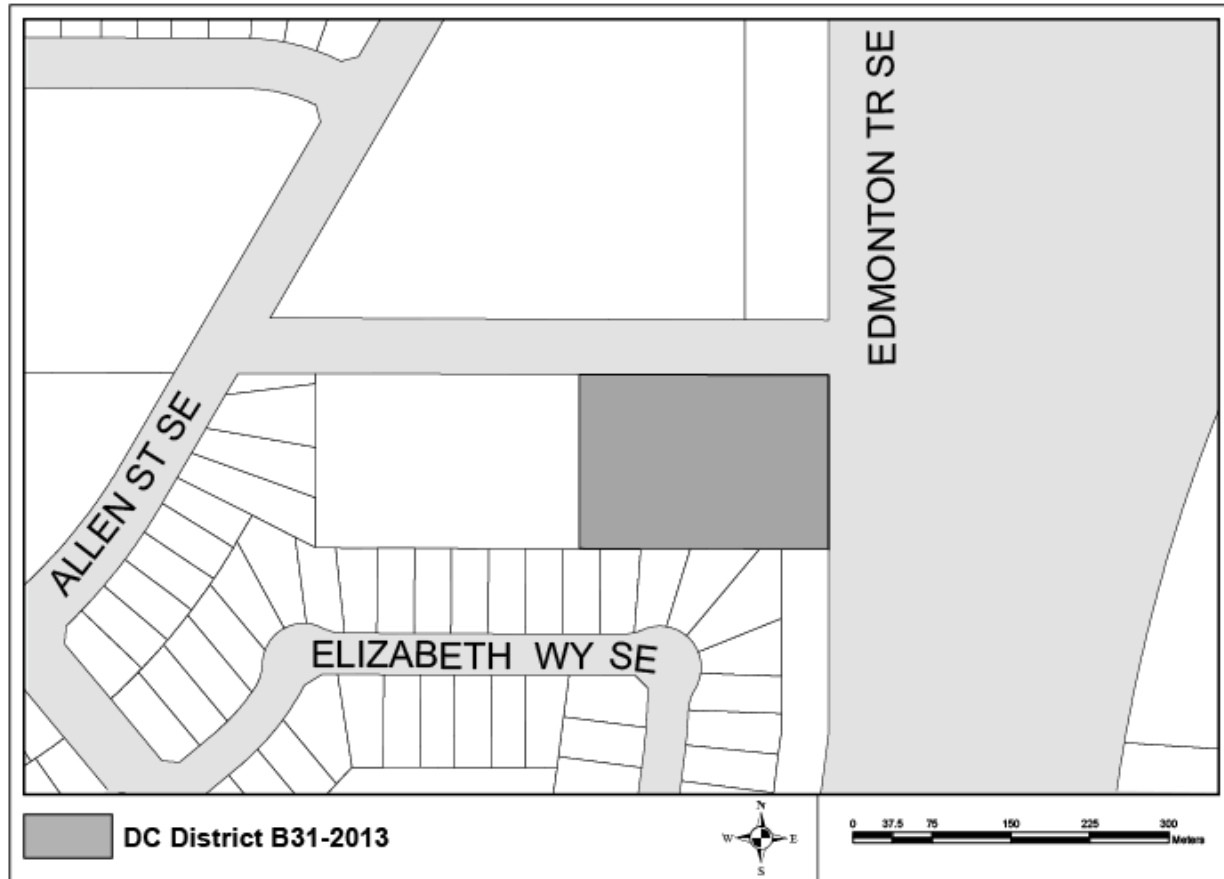 EDMONTON TR SE
ALLEN ST SE
ELIZABETH WY SE
DC District B31-2013
N
W E
S
0 37.5 75 150 225 300
Meters